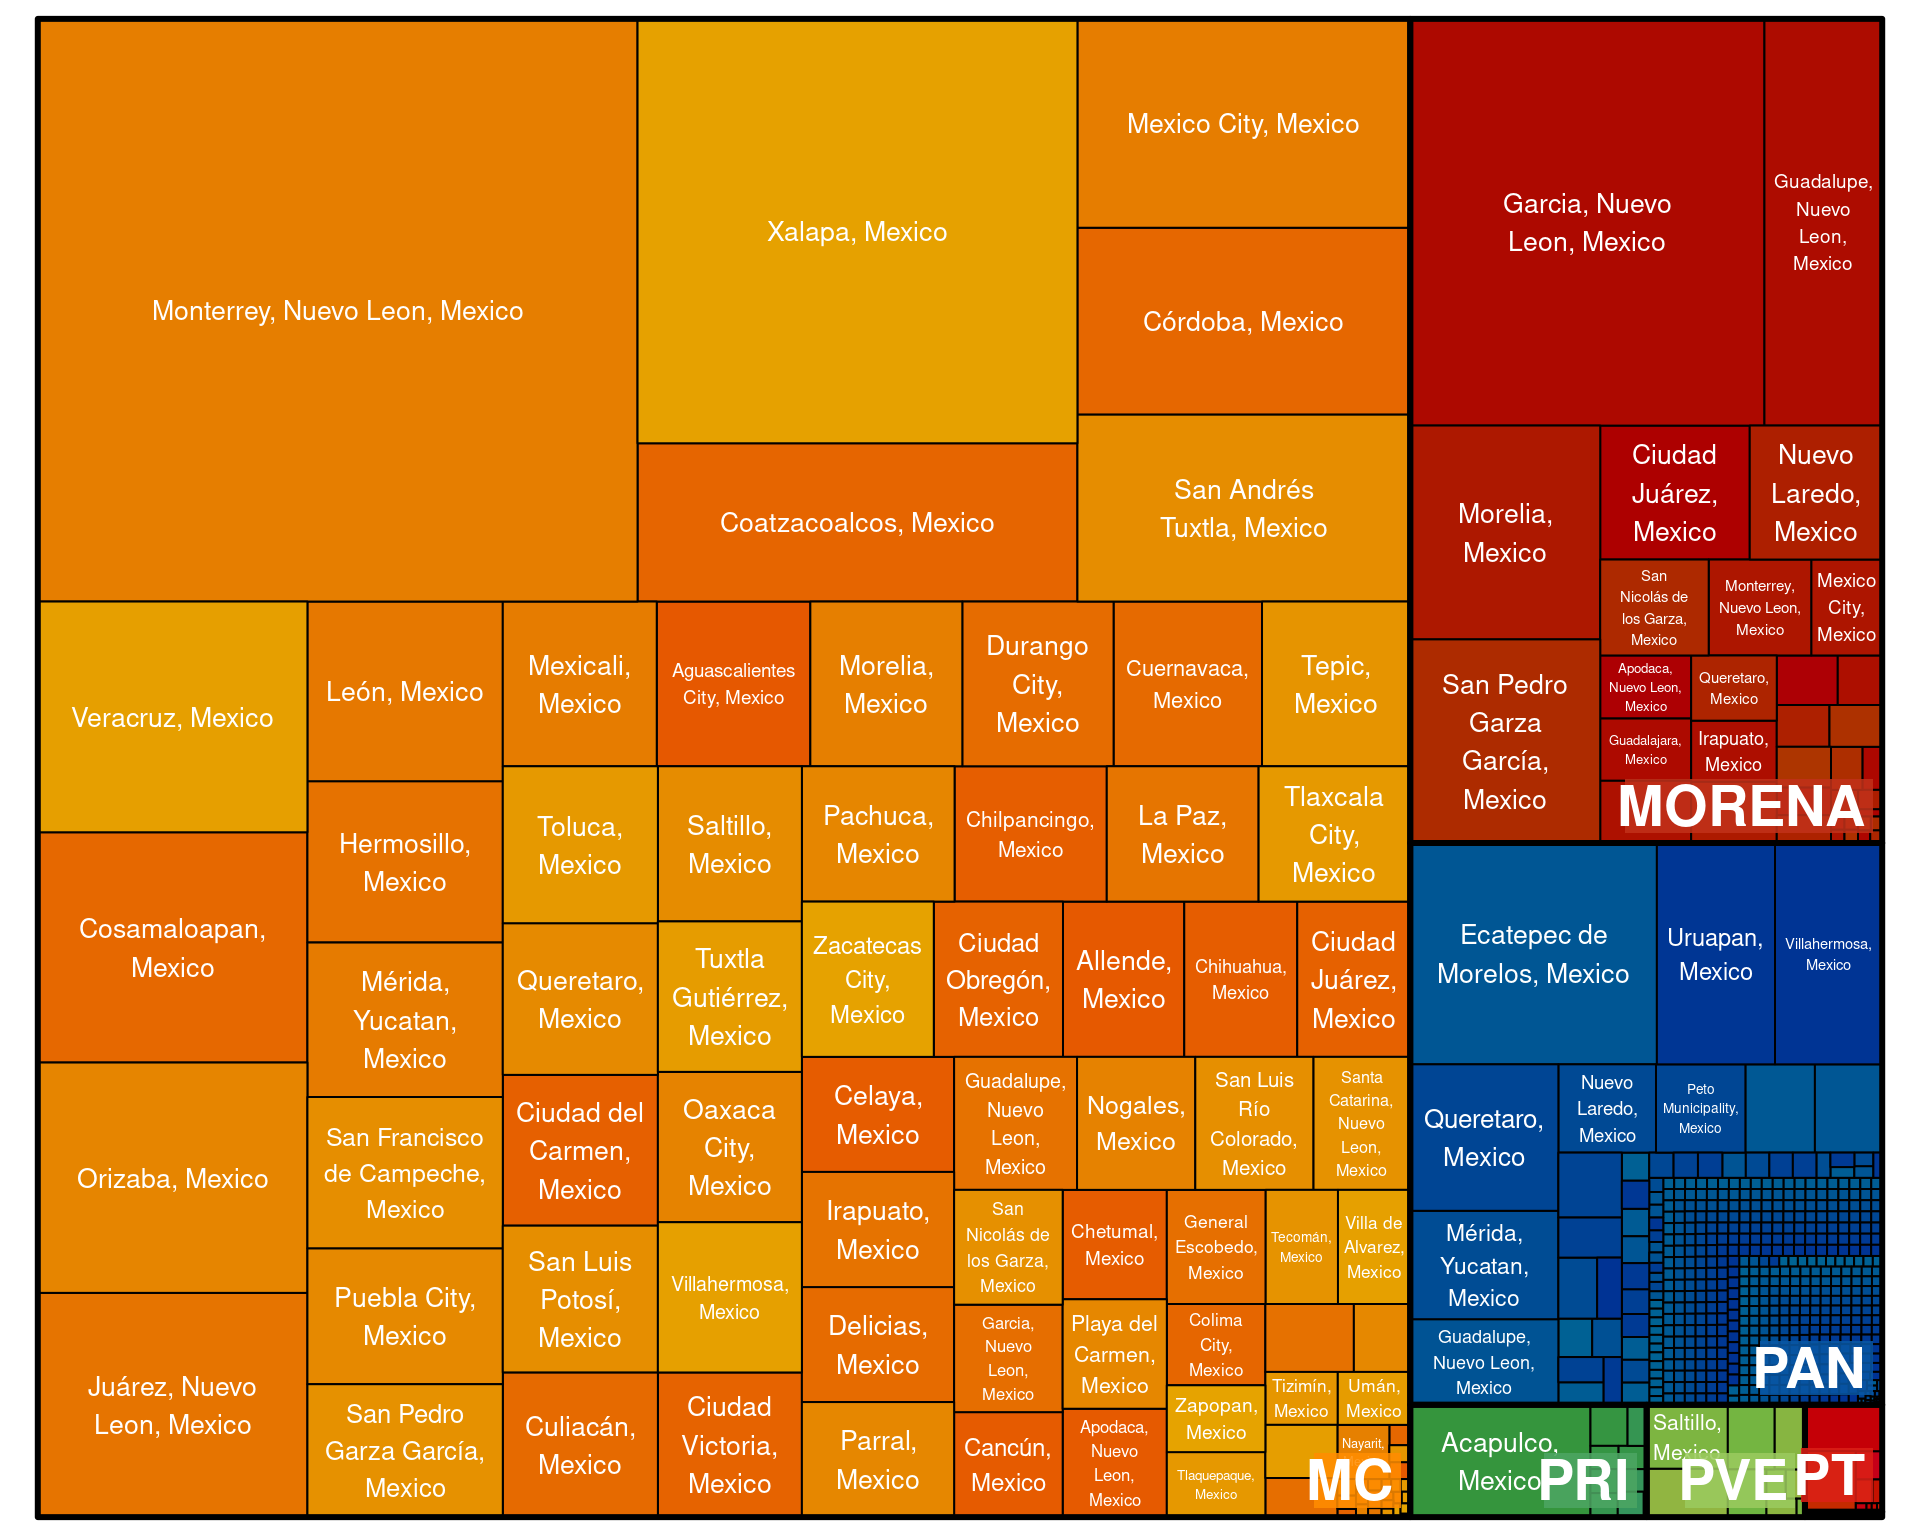 Monterrey, Nuevo Leon, Mexico
Xalapa, Mexico
Mexico City, Mexico
Córdoba, Mexico
Coatzacoalcos, Mexico
San Andrés
Tuxtla, Mexico
Veracruz, Mexico
Cosamaloapan,
Mexico
Orizaba, Mexico
Juárez, Nuevo
Leon, Mexico
León, Mexico
Hermosillo,
Mexico
Mérida,
Yucatan,
Mexico
San Francisco
de Campeche,
Mexico
Puebla City,
Mexico
San Pedro
Garza García,
Mexico
Mexicali,
Mexico
Aguascalientes
City, Mexico
Morelia,
Mexico
Durango
City,
Mexico
Cuernavaca,
Mexico
Tepic,
Mexico
Toluca,
Mexico
Queretaro,
Mexico
Ciudad del
Carmen,
Mexico
San Luis
Potosí,
Mexico
Culiacán,
Mexico
Saltillo,
Mexico
Tuxtla
Gutiérrez,
Mexico
Oaxaca
City,
Mexico
Villahermosa,
Mexico
Ciudad
Victoria,
Mexico
Pachuca,
Mexico
Chilpancingo,
Mexico
La Paz,
Mexico
Tlaxcala
City,
Mexico
Zacatecas
City,
Mexico
Ciudad
Obregón,
Mexico
Allende,
Mexico
Chihuahua,
Mexico
Ciudad
Juárez,
Mexico
Celaya,
Mexico
Irapuato,
Mexico
Delicias,
Mexico
Parral,
Mexico
Guadalupe,
Nuevo
Leon,
Mexico
Nogales,
Mexico
San Luis
Río
Colorado,
Mexico
Santa
Catarina,
Nuevo
Leon,
Mexico
San
Nicolás de
los Garza,
Mexico
Garcia,
Nuevo
Leon,
Mexico
Cancún,
Mexico
Chetumal,
Mexico
Playa del
Carmen,
Mexico
Apodaca,
Nuevo
Leon,
Mexico
General
Escobedo,
Mexico
Tecomán,
Mexico
Villa de
Alvarez,
Mexico
Colima
City,
Mexico
Zapopan,
Mexico
Tlaquepaque,
Mexico
Tizimín,
Mexico
Umán,
Mexico
Nayarit,
MC
Garcia, Nuevo
Leon, Mexico
Guadalupe,
Nuevo
Leon,
Mexico
Morelia,
Mexico
San Pedro
Garza
García,
Mexico
Ciudad
Juárez,
Mexico
Nuevo
Laredo,
Mexico
San
Nicolás de
los Garza,
Mexico
Monterrey,
Nuevo Leon,
Mexico
Mexico
City,
Mexico
Apodaca,
Nuevo Leon,
Mexico
Queretaro,
Mexico
Guadalajara,
Mexico
Irapuato,
Mexico
MORENA
Ecatepec de
Morelos, Mexico
Uruapan,
Mexico
Villahermosa,
Mexico
Queretaro,
Mexico
Nuevo
Laredo,
Mexico
Peto
Municipality,
Mexico
Mérida,
Yucatan,
Mexico
Guadalupe,
Nuevo Leon,
Mexico
PAN
Acapulco,
Mexico
PRI
Saltillo,
Mexico
PVE
PT